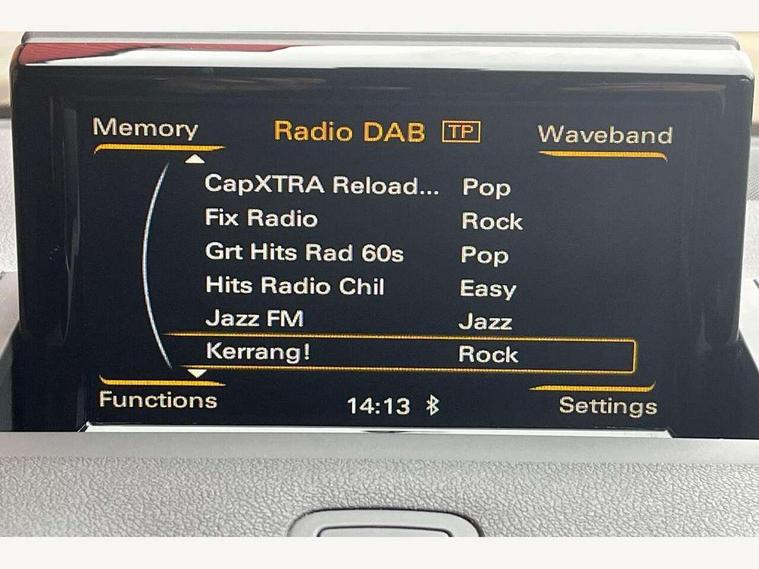 Memory Radio DAB TP Waveband
CapXTRA Reload... Pop
Fix Radio Rock
Grt Hits Rad 60s Pop
Hits Radio Chil Easy
Jazz FM Jazz
Kerrang! Rock
Functions 14:13 Settings